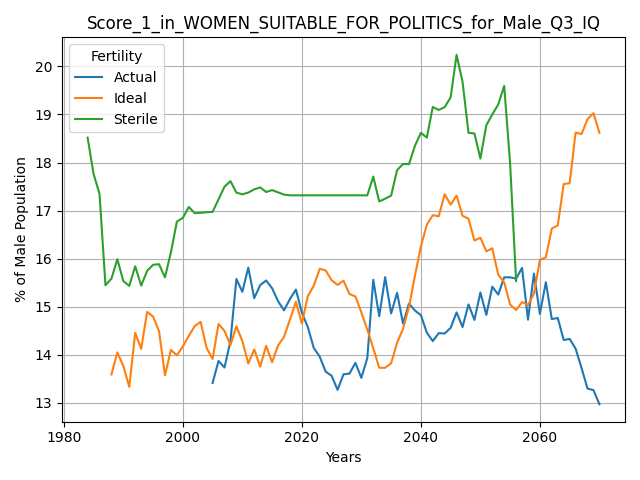 Score_1_in_WOMEN_SUITABLE_FOR_POLITICS_for_Male_Q3_IQ
Fertility
Actual
Ideal
Sterile
% of Male Population
20
19
18
17
16
15
14
13
1980
2000
2020
2040
2060
Years